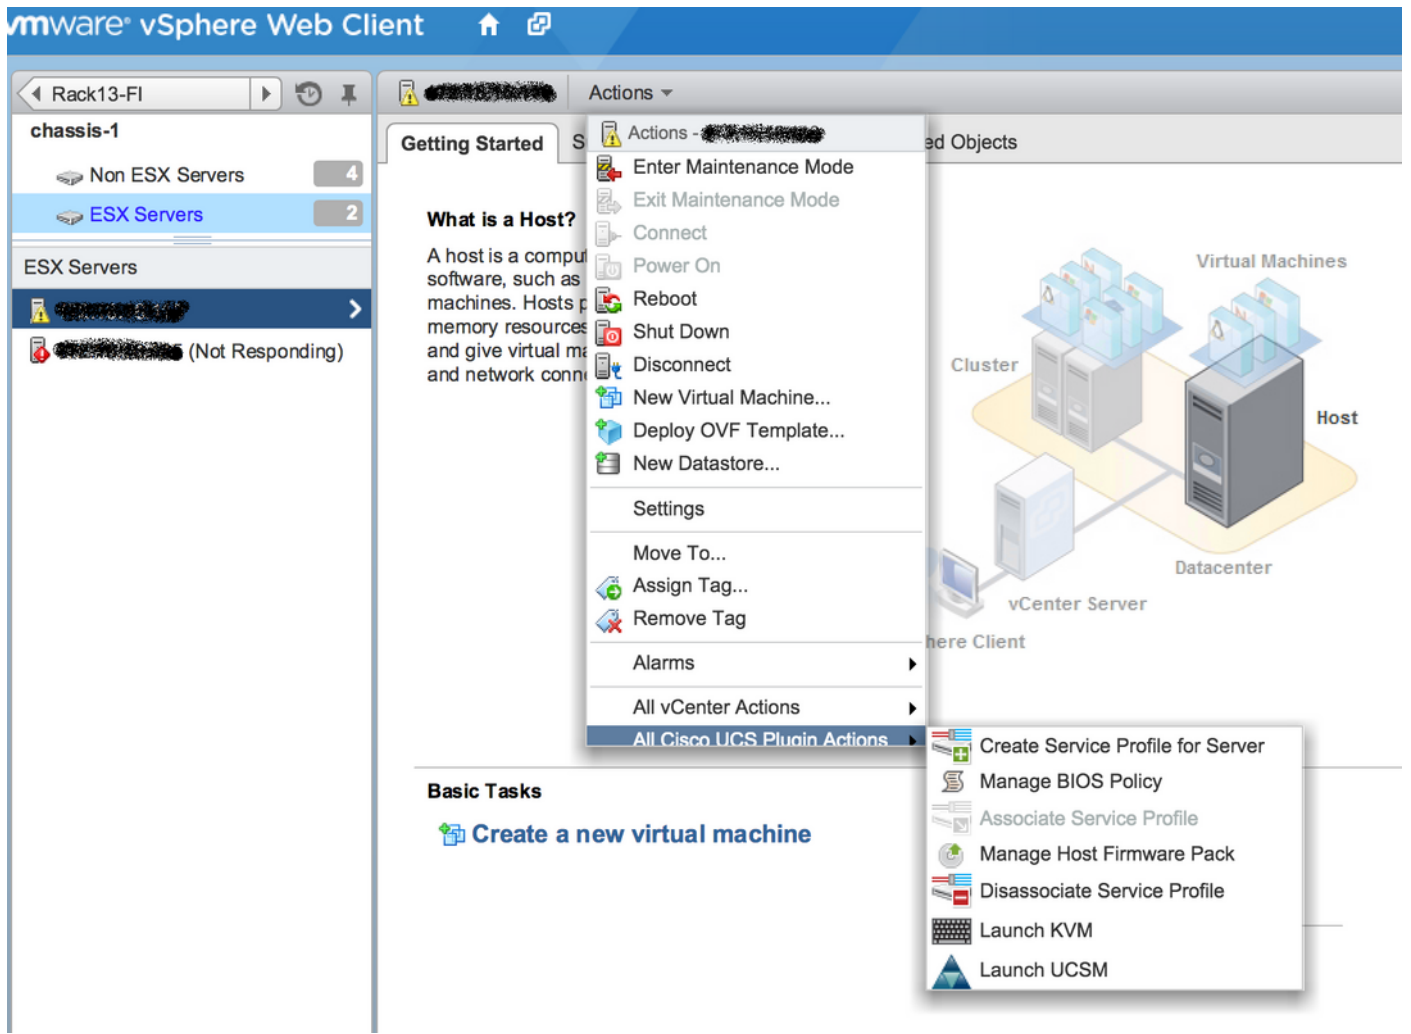 vmware® vSphere Web Client
Rack13-FI
chassis-1
Non ESX Servers 4
ESX Servers 2
ESX Servers
(Not Responding)
Actions
Getting Started
ed Objects
What is a Host?
A host is a comput
software, such as
machines. Hosts p
memory resources
and give virtual ma
and network conne
Actions -
Enter Maintenance Mode
Exit Maintenance Mode
Connect
Power On
Reboot
Shut Down
Disconnect
New Virtual Machine...
Deploy OVF Template...
New Datastore...
Settings
Move To...
Assign Tag...
Remove Tag
Alarms
All vCenter Actions
All Cisco UCS Plugin Actions
Create Service Profile for Server
Manage BIOS Policy
Associate Service Profile
Manage Host Firmware Pack
Disassociate Service Profile
Launch KVM
Launch UCSM
Virtual Machines
Cluster
Host
Datacenter
vCenter Server
here Client
Basic Tasks
Create a new virtual machine